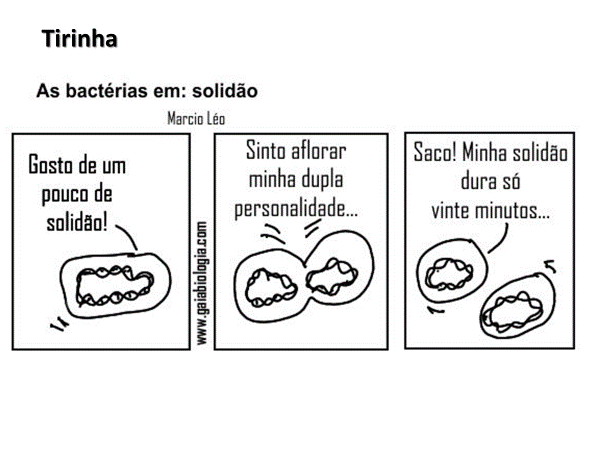 Tirinha
As bactérias em: solidão
Marcio Léo
Gosto de um
pouco de
solidão!
www.gaiabiologia.com
Sinto aflorar
minha dupla
personalidade...
Saco! Minha solidão
dura só
vinte minutos...